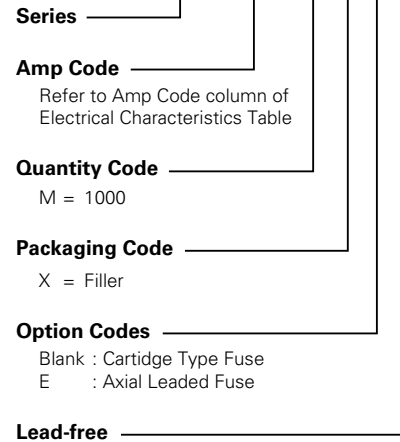 Series
Amp Code
Refer to Amp Code column of
Electrical Characteristics Table
Quantity Code
M = 1000
Packaging Code
X = Filler
Option Codes
Blank : Cartidge Type Fuse
E : Axial Leaded Fuse
Lead-free